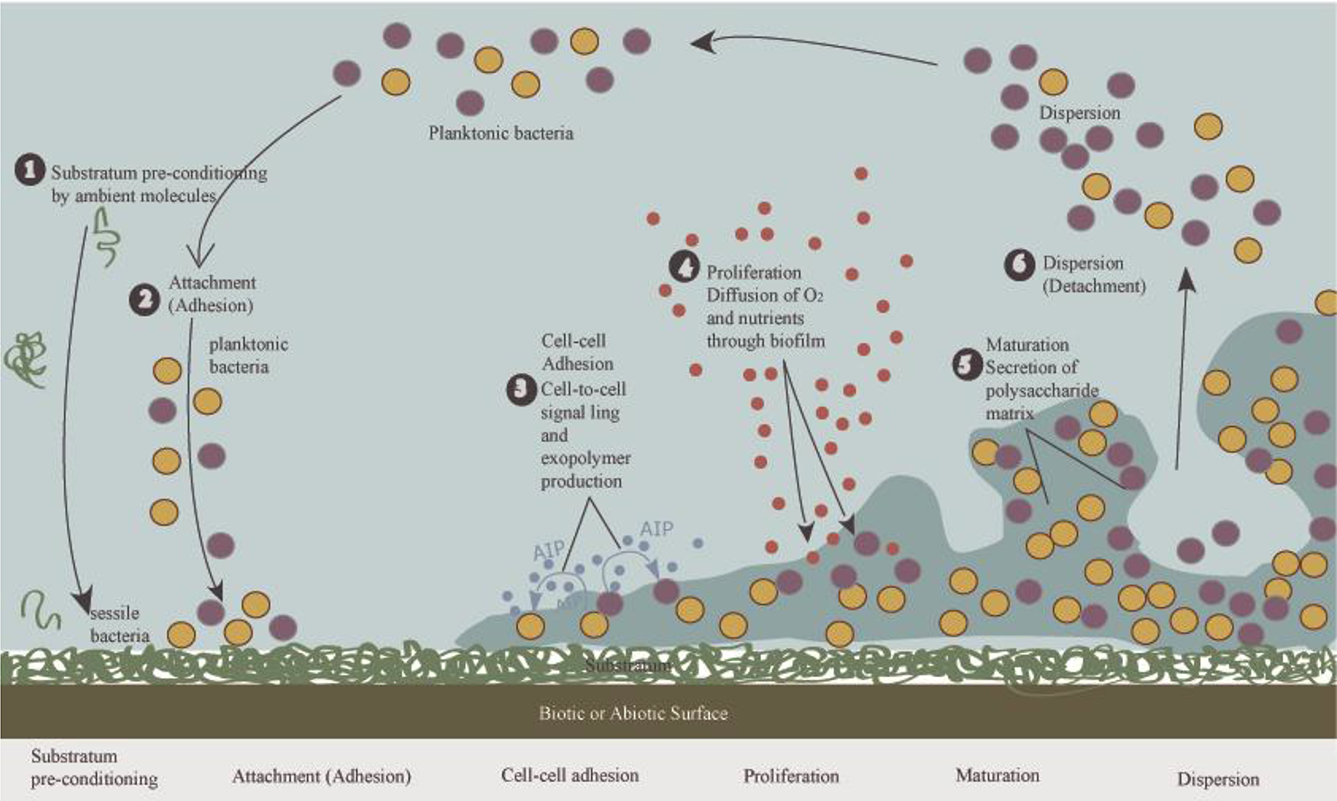 Planktonic bacteria
Dispersion
1 Substratum pre-conditioning
by ambient molecules
2 Attachment
(Adhesion)
planktonic
bacteria
sessile
bacteria
Cell-cell
Adhesion
3 Cell-to-cell
signal ling
and
exopolymer
production
AIP
AIP
4 Proliferation
Diffusion of O2
and nutrients
through biofilm
5 Maturation
Secretion of
polysaccharide
matrix
6 Dispersion
(Detachment)
Substratum
Biotic or Abiotic Surface
Substratum
pre-conditioning
Attachment (Adhesion)
Cell-cell adhesion
Proliferation
Maturation
Dispersion